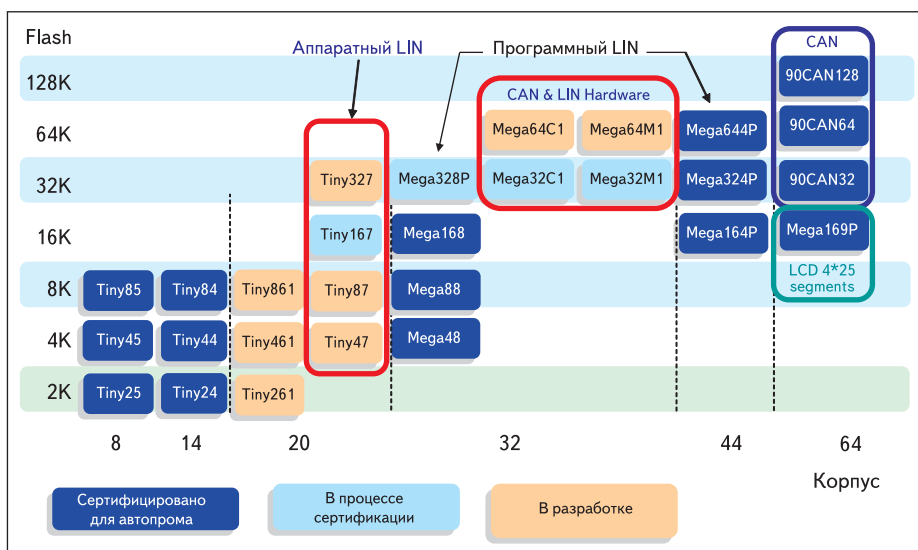 Flash
Аппаратный LIN
Программный LIN
CAN
128K
90CAN128
CAN & LIN Hardware
64K
Mega64C1
Mega64M1
Mega644P
90CAN64
32K
Tiny327
Mega328P
Mega32C1
Mega32M1
Mega324P
90CAN32
16K
Tiny167
Mega168
Mega164P
Mega169P
LCD 4*25
segments
8K
Tiny85
Tiny84
Tiny861
Tiny87
Mega88
4K
Tiny45
Tiny44
Tiny461
Tiny47
Mega48
2K
Tiny25
Tiny24
Tiny261
8
14
20
32
44
64
Корпус
Сертифицировано
для автопрома
В процессе
сертификации
В разработке